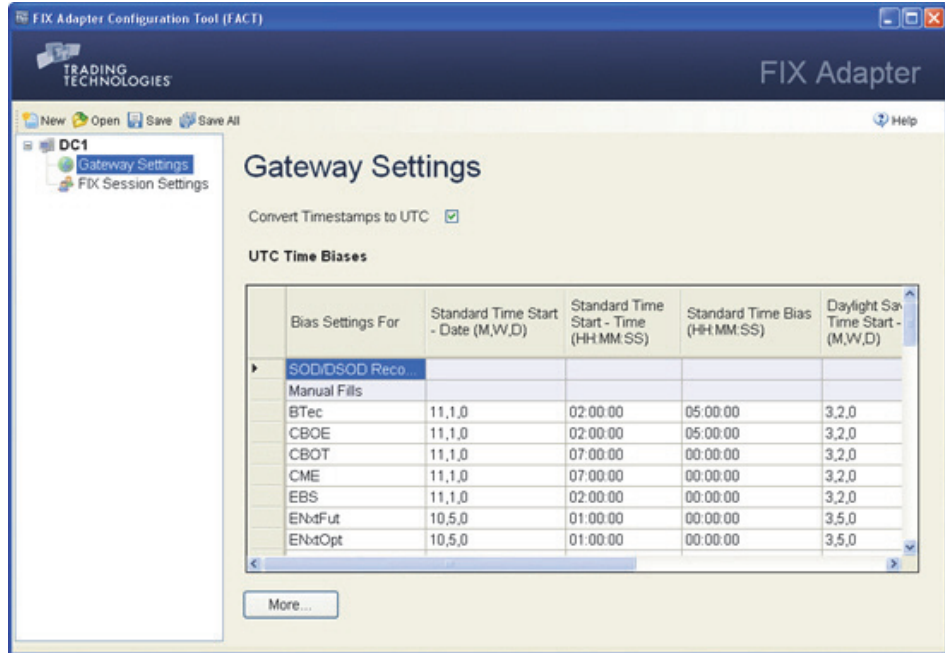 FIX Adapter Configuration Tool (FACT)
TRADING
TECHNOLOGIES
FIX Adapter
New Open Save Save All Help
DC1
Gateway Settings
FIX Session Settings
Gateway Settings
Convert Timestamps to UTC
UTC Time Biases
Bias Settings For
Standard Time Start
- Date (M,W,D)
Standard Time
Start - Time
(HH:MM:SS)
Standard Time Bias
(HH:MM:SS)
Daylight Sav
Time Start -
(M,W,D)
SOD/DSOD Reco...
Manual Fills
BTec 11,1,0 02:00:00 05:00:00 3,2,0
CBOE 11,1,0 02:00:00 05:00:00 3,2,0
CBOT 11,1,0 07:00:00 00:00:00 3,2,0
CME 11,1,0 07:00:00 00:00:00 3,2,0
EBS 11,1,0 02:00:00 00:00:00 3,2,0
ENxtFut 10,5,0 01:00:00 00:00:00 3,5,0
ENxtOpt 10,5,0 01:00:00 00:00:00 3,5,0
More...